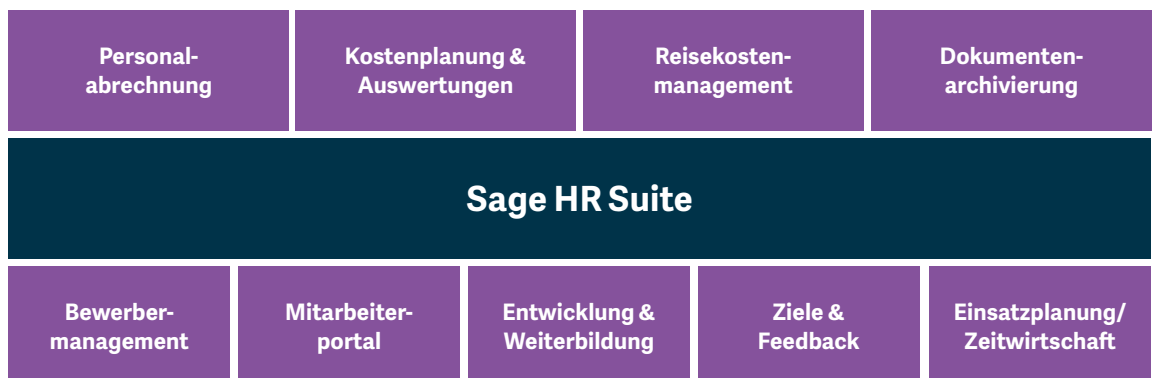 Personal-
abrechnung
Kostenplanung &
Auswertungen
Reisekosten-
management
Dokumenten-
archivierung
Sage HR Suite
Bewerber-
management
Mitarbeiter-
portal
Entwicklung &
Weiterbildung
Ziele &
Feedback
Einsatzplanung/
Zeitwirtschaft